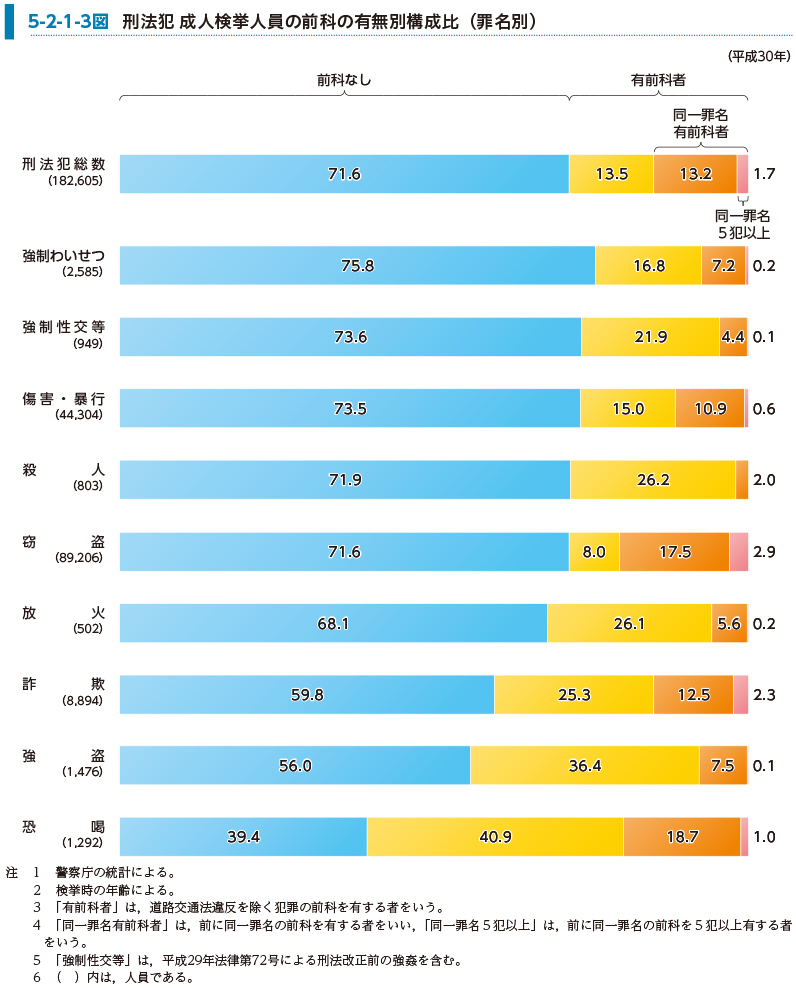 5-2-1-3図 刑法犯 成人検挙人員の前科の有無別構成比（罪名別）
（平成30年）
前科なし 有前科者
同一罪名
有前科者
刑法犯総数
（182,605）
71.6 13.5 13.2 1.7
同一罪名
５犯以上
強制わいせつ
（2,585）
75.8 16.8 7.2 0.2
強制性交等
（949）
73.6 21.9 4.4 0.1
傷害・暴行
（44,304）
73.5 15.0 10.9 0.6
殺人
（803）
71.9 26.2 2.0
窃盗
（89,206）
71.6 8.0 17.5 2.9
放火
（502）
68.1 26.1 5.6 0.2
詐欺
（8,894）
59.8 25.3 12.5 2.3
強盗
（1,476）
56.0 36.4 7.5 0.1
恐喝
（1,292）
39.4 40.9 18.7 1.0
注 1 警察庁の統計による。
2 検挙時の年齢による。
3 「有前科者」は，道路交通法違反を除く犯罪の前科を有する者をいう。
4 「同一罪名有前科者」は，前に同一罪名の前科を有する者をいい，「同一罪名５犯以上」は，前に同一罪名の前科を５犯以上有する者
をいう。
5 「強制性交等」は，平成29年法律第72号による刑法改正前の強姦を含む。
6 （ ）内は，人員である。